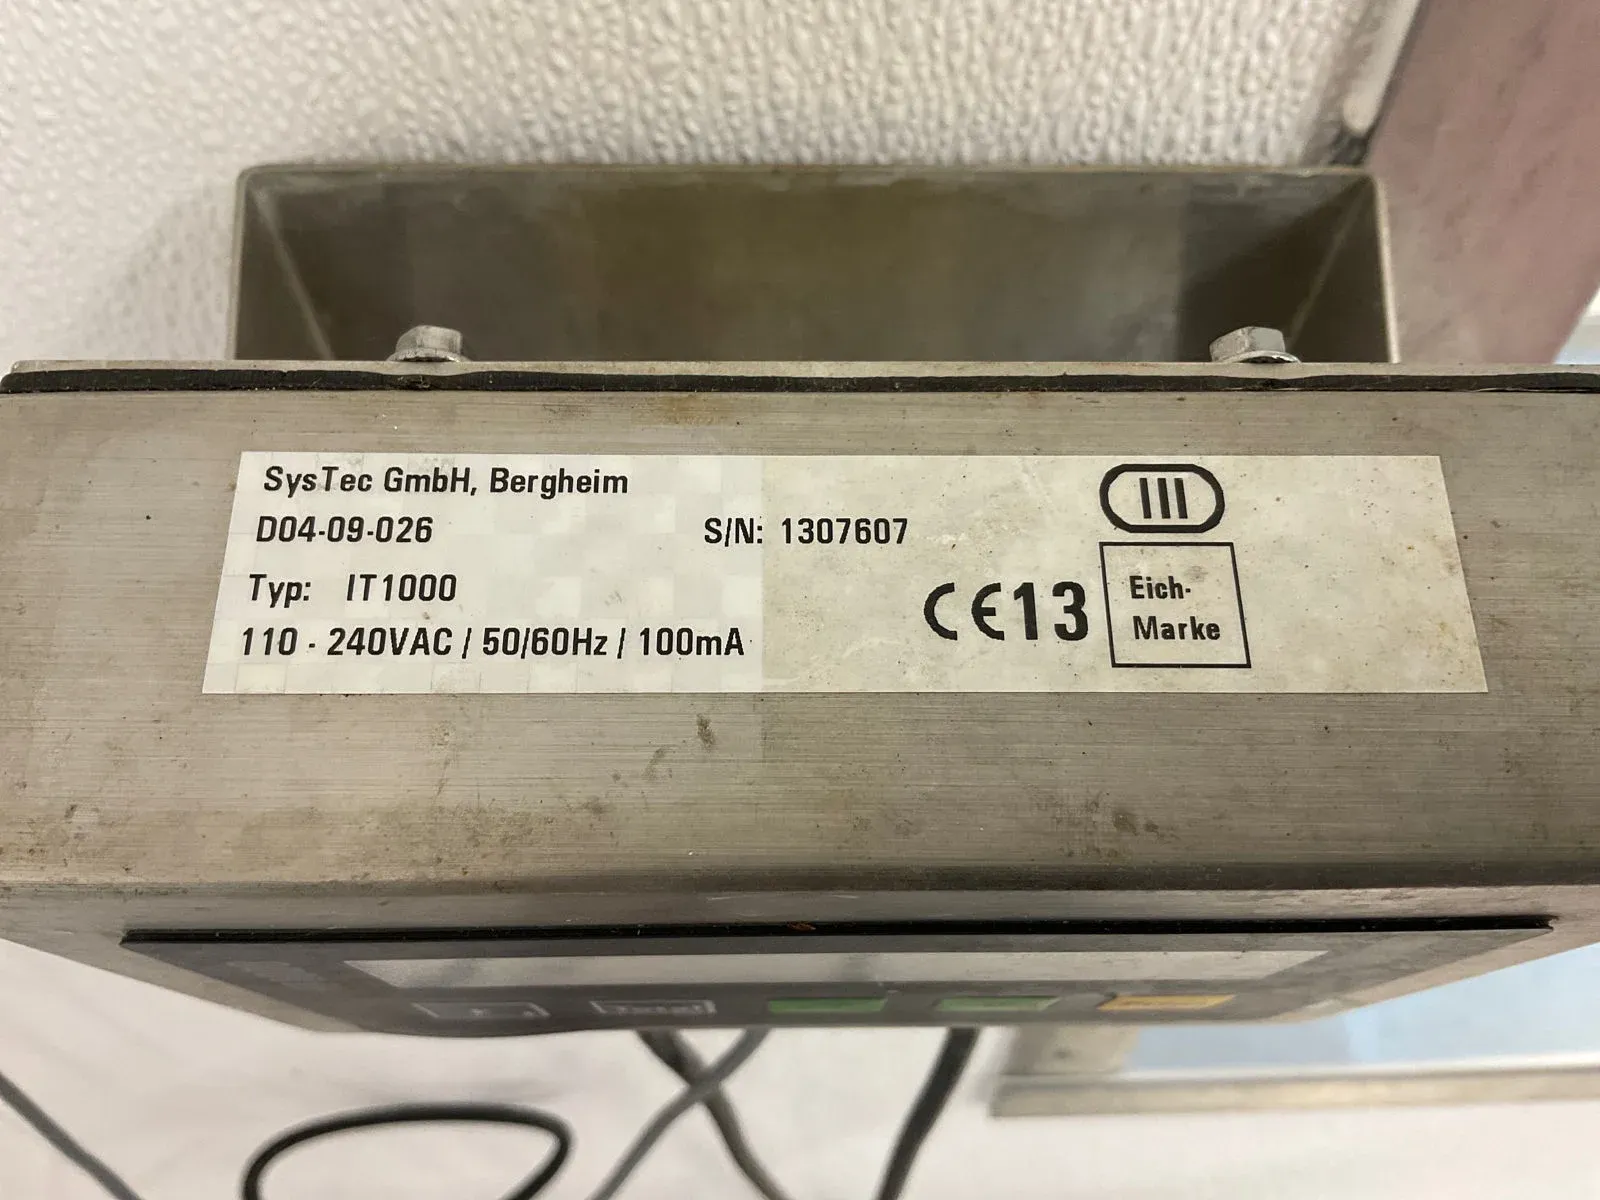 SysTec GmbH, Bergheim
D04-09-026
S/N: 1307607
Typ: IT1000
110 - 240VAC / 50/60Hz / 100mA
III
CE13
Eich-
Marke